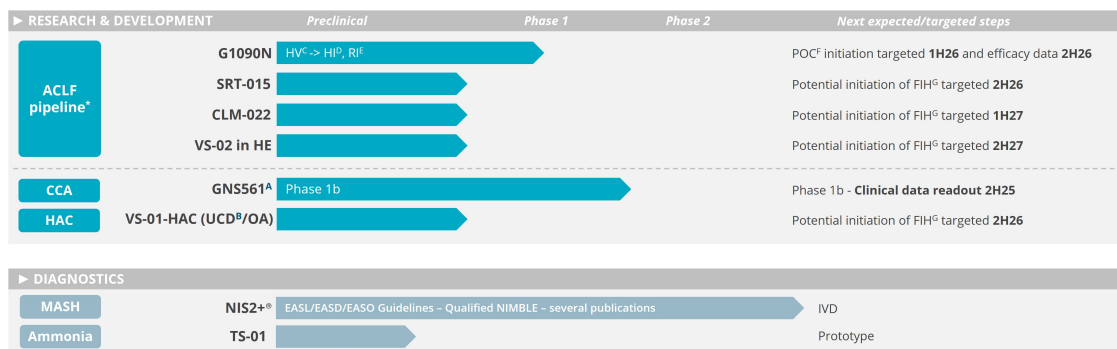 ► RESEARCH & DEVELOPMENT Preclinical Phase 1 Phase 2 Next expected/targeted steps
ACLF pipeline*
G1090N HVᶜ -> HIᴰ, RIᴱ POCF initiation targeted 1H26 and efficacy data 2H26
SRT-015 Potential initiation of FIHᴳ targeted 2H26
CLM-022 Potential initiation of FIHᴳ targeted 1H27
VS-02 in HE Potential initiation of FIHᴳ targeted 2H27
CCA GNS561ᴬ Phase 1b Phase 1b - Clinical data readout 2H25
HAC VS-01-HAC (UCDᴮ/OA) Potential initiation of FIHᴳ targeted 2H26
► DIAGNOSTICS
MASH NIS2+® EASL/EASD/EASO Guidelines – Qualified NIMBLE – several publications IVD
Ammonia TS-01 Prototype